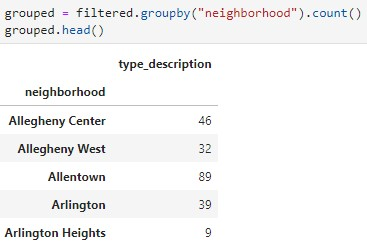 grouped = filtered.groupby("neighborhood").count()
grouped.head()
type_description
neighborhood
Allegheny Center 46
Allegheny West 32
Allentown 89
Arlington 39
Arlington Heights 9